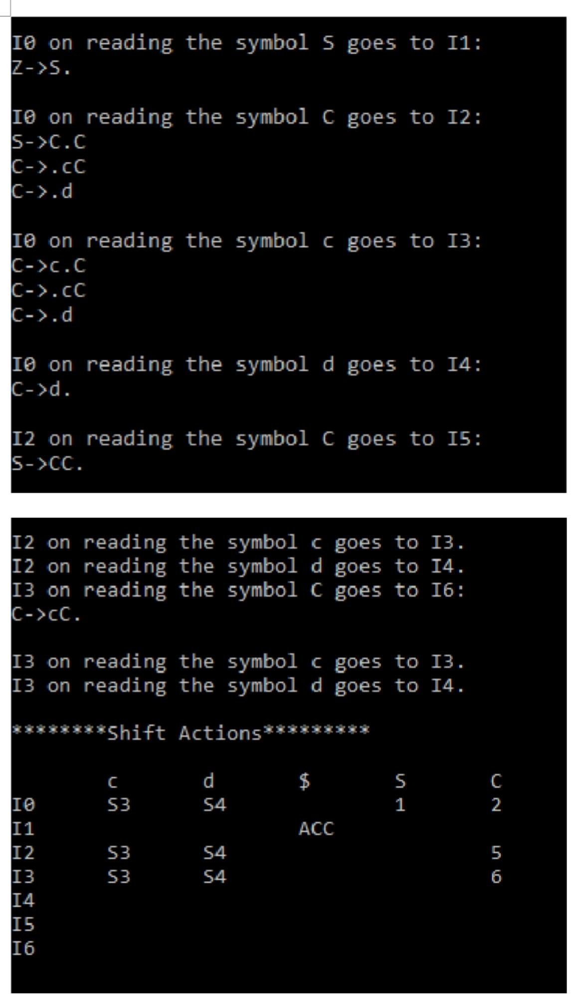 I0 on reading the symbol S goes to I1:
Z->S.
I0 on reading the symbol C goes to I2:
S->C.C
C->.cC
C->.d
I0 on reading the symbol c goes to I3:
C->c.C
C->.cC
C->.d
I0 on reading the symbol d goes to I4:
C->d.
I2 on reading the symbol C goes to I5:
S->CC.
I2 on reading the symbol c goes to I3.
I2 on reading the symbol d goes to I4.
I3 on reading the symbol C goes to I6:
C->cC.
I3 on reading the symbol c goes to I3.
I3 on reading the symbol d goes to I4.
********Shift Actions*********
c d $ S C
I0 S3 S4 1 2
I1 ACC
I2 S3 S4 5
I3 S3 S4 6
I4
I5
I6